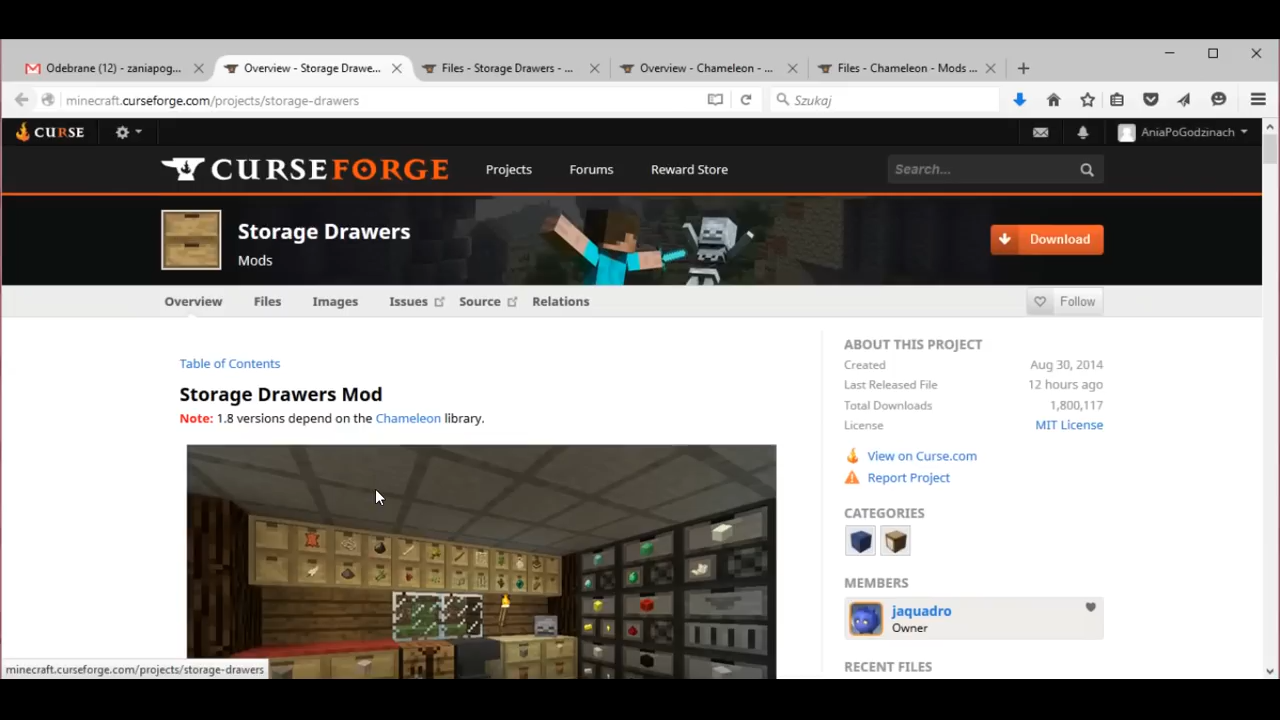 Odebrane (12) - zaniapog...
Overview - Storage Drawe...
Files - Storage Drawers - ...
Overview - Chameleon - ...
Files - Chameleon - Mods ...
minecraft.curseforge.com/projects/storage-drawers
Szukaj
CURSE
AniaPoGodzinach
CURSEFORGE
Projects
Forums
Reward Store
Search...
Storage Drawers
Mods
Download
Overview
Files
Images
Issues
Source
Relations
Follow
Table of Contents
Storage Drawers Mod
Note: 1.8 versions depend on the Chameleon library.
ABOUT THIS PROJECT
Created Aug 30, 2014
Last Released File 12 hours ago
Total Downloads 1,800,117
License MIT License
View on Curse.com
Report Project
CATEGORIES
MEMBERS
jaquadro
Owner
RECENT FILES
minecraft.curseforge.com/projects/storage-drawers